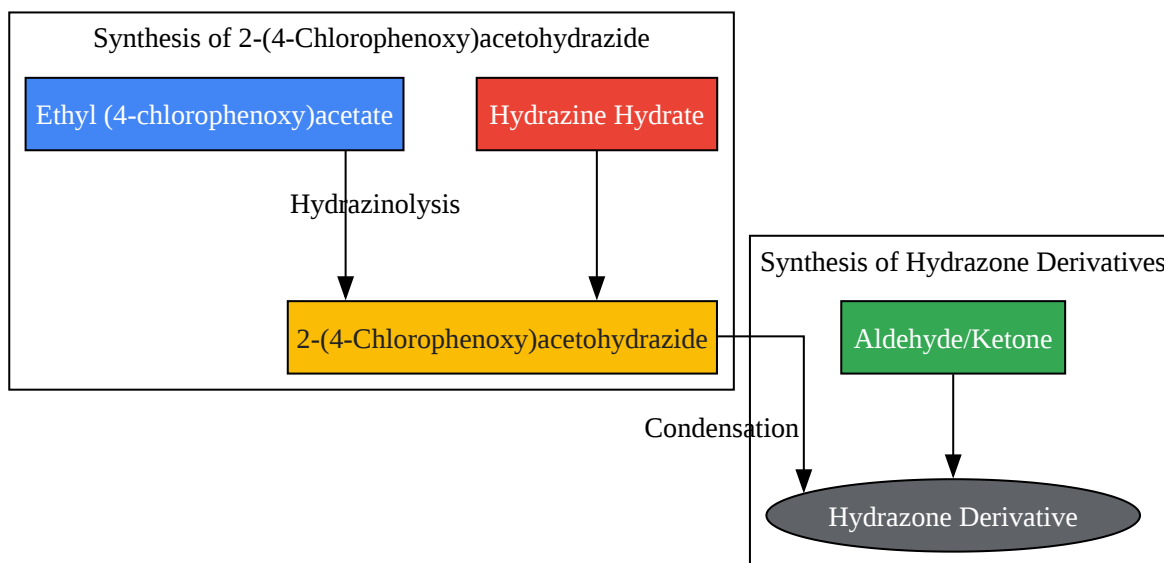 Synthesis of 2-(4-Chlorophenoxy)acetohydrazide
Ethyl (4-chlorophenoxy)acetate
Hydrazine Hydrate
Hydrazinolysis
Synthesis of Hydrazone Derivatives
2-(4-Chlorophenoxy)acetohydrazide
Aldehyde/Ketone
Condensation
Hydrazone Derivative